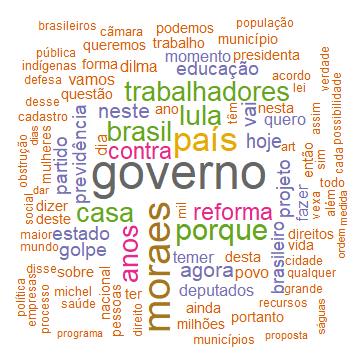 brasileiros
população
câmara
podemos
pública
queremos
trabalho
município
indígenas
forma
dilma
momento
presidenta
defesa
vamos
educação
acordo
verdade
desse
questão
trabalhadores
lei
possibilidade
cadastro
neste
ano
lula
têm
nesta
assim
obstrução
dias
mulheres
partido
previdência
dia
brasil
vai
quero
contra
país
hoje
art
então
sim
cada
todo
governo
_dar
social
dizer
casa
anos
moraes
mil
reforma
projeto
fazer
vexa
além
ordem
medida
deste
porque
direitos
maior
estado
brasileiro
vida
mundo
golpe
temer
desta
cidade
agora
povo
qualquer
disse
sobre
nacional
pessoas
deputados
grande
política
empresas
processo
michel
ter
ainda
recursos
saúde
direito
milhões
portanto
ságuas
programa
municípios
proposta